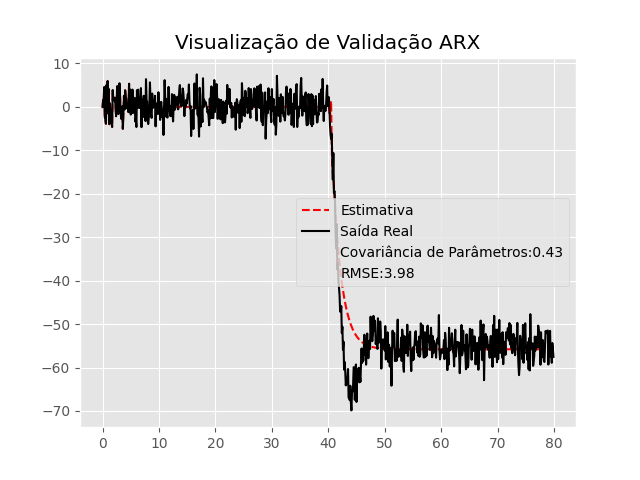 Visualização de Validação ARX
10
0
−10
−20
−30
−40
−50
−60
−70
Estimativa
Saída Real
Covariância de Parâmetros:0.43
RMSE:3.98
0 10 20 30 40 50 60 70 80